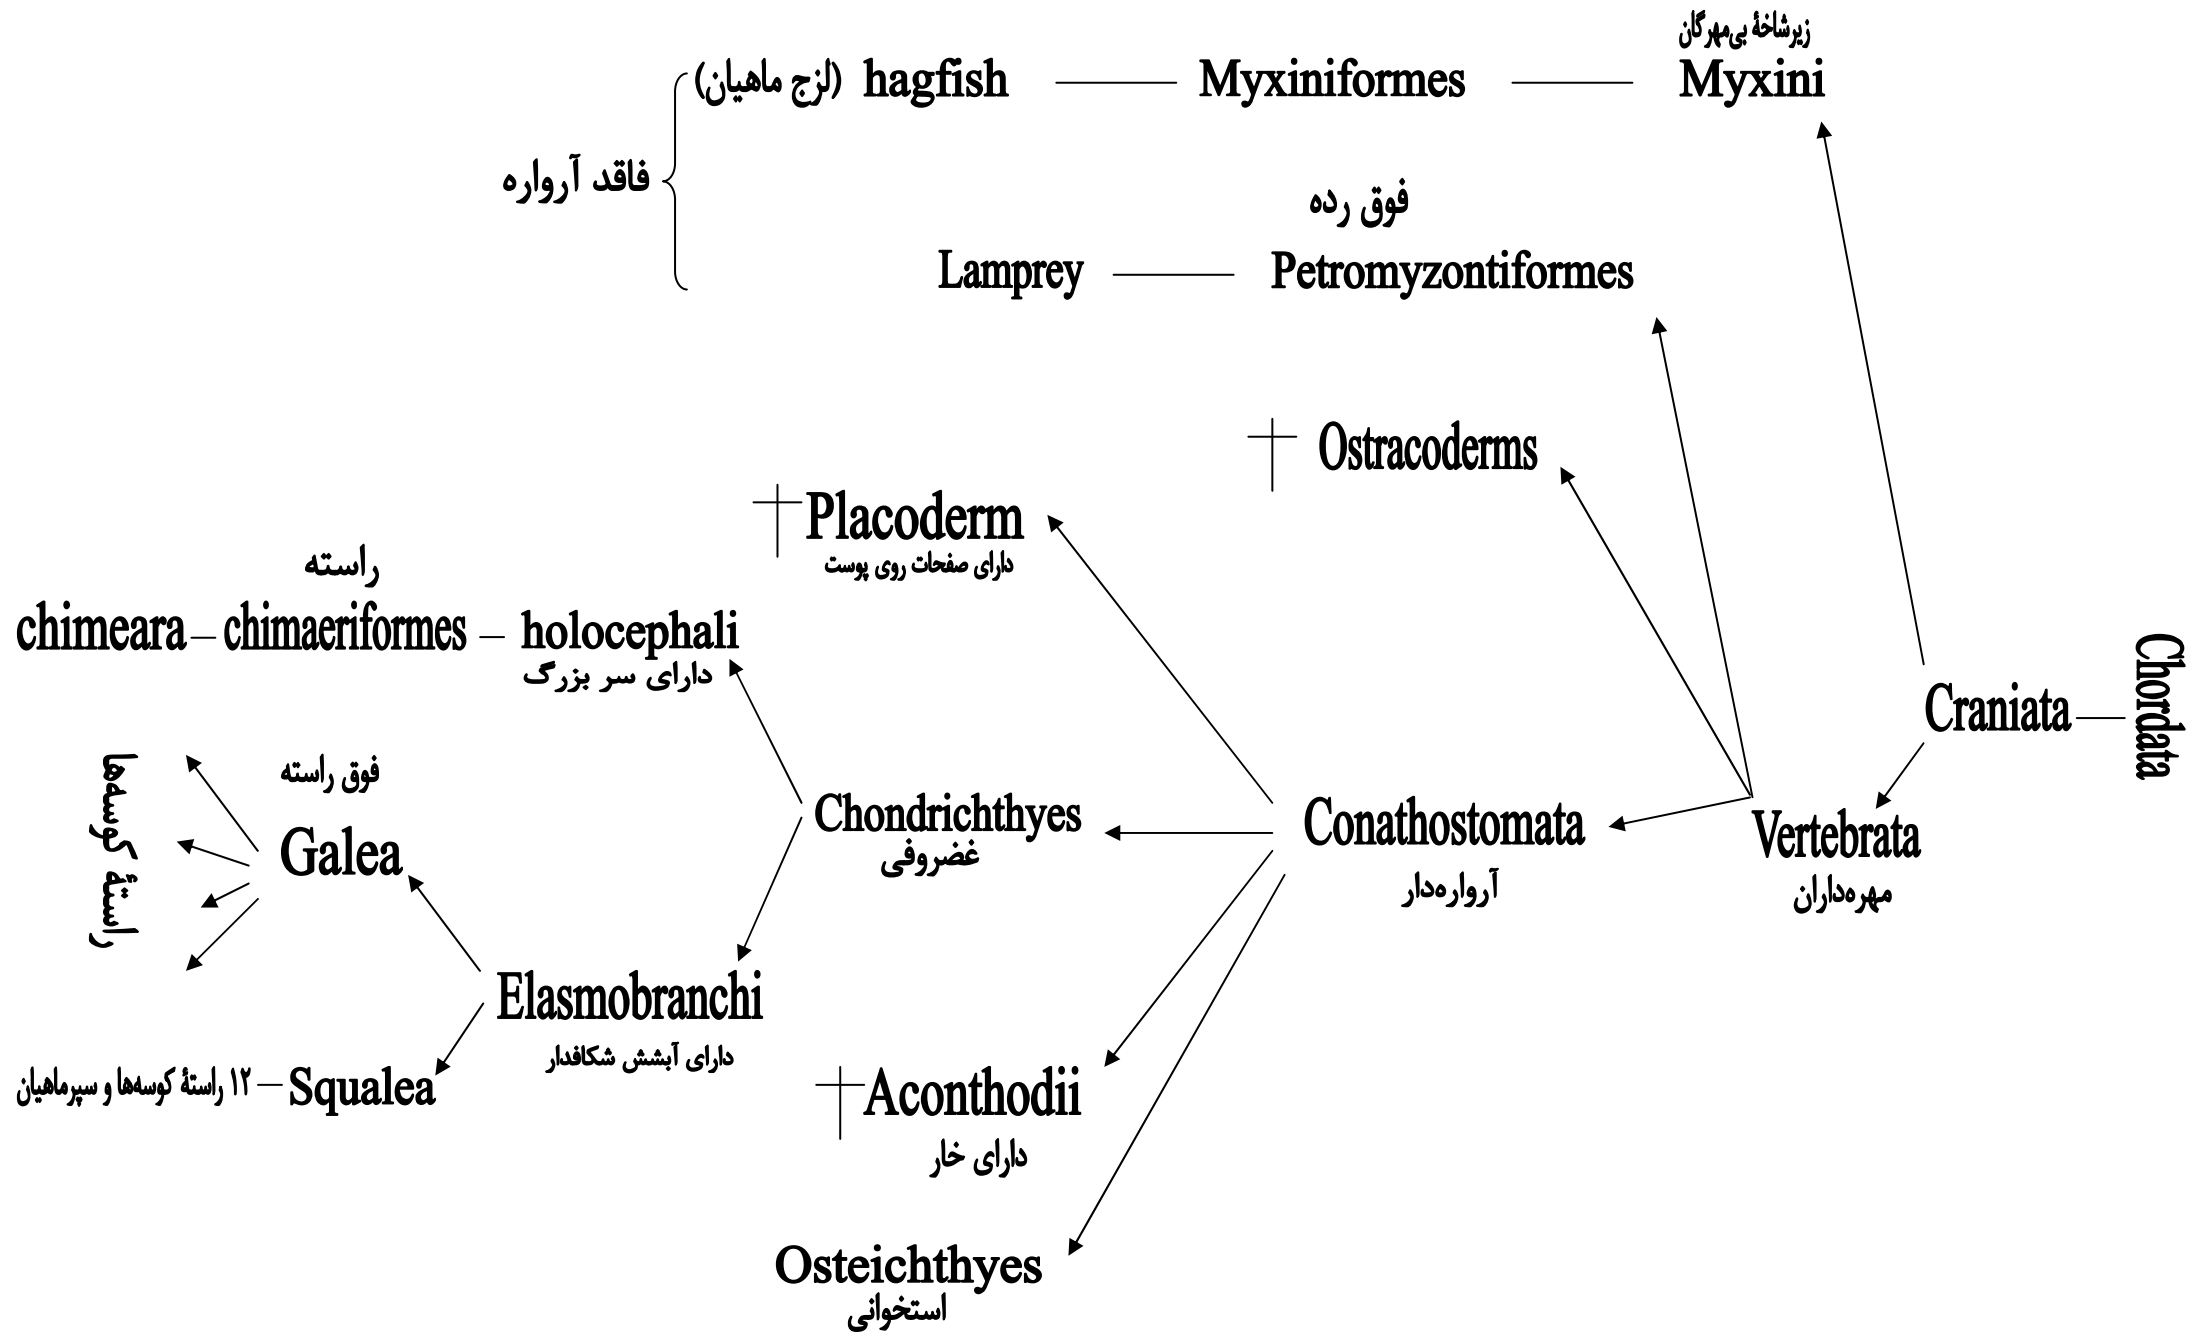 زیرشاخهٔ بی‌مهرگان
(لزج ماهیان) hagfish — Myxiniformes — Myxini
فاقد آرواره
فوق رده
Lamprey — Petromyzontiformes
Ostracoderms
Placoderm
دارای صفحات روی پوست
راسته
chimeara – chimaeriformes – holocephali
دارای سر بزرگ
Chordata
Craniata
Vertebrata
مهره‌داران
Conathostomata
آرواره‌دار
Chondrichthyes
غضروفی
فوق راسته
Galea
راستهٔ کوسه‌ها
Elasmobranchi
دارای آبشش شکافدار
Squalea – ۱۲ راستهٔ کوسه‌ها و سپرماهیان
Aconthodii
دارای خار
Osteichthyes
استخوانی